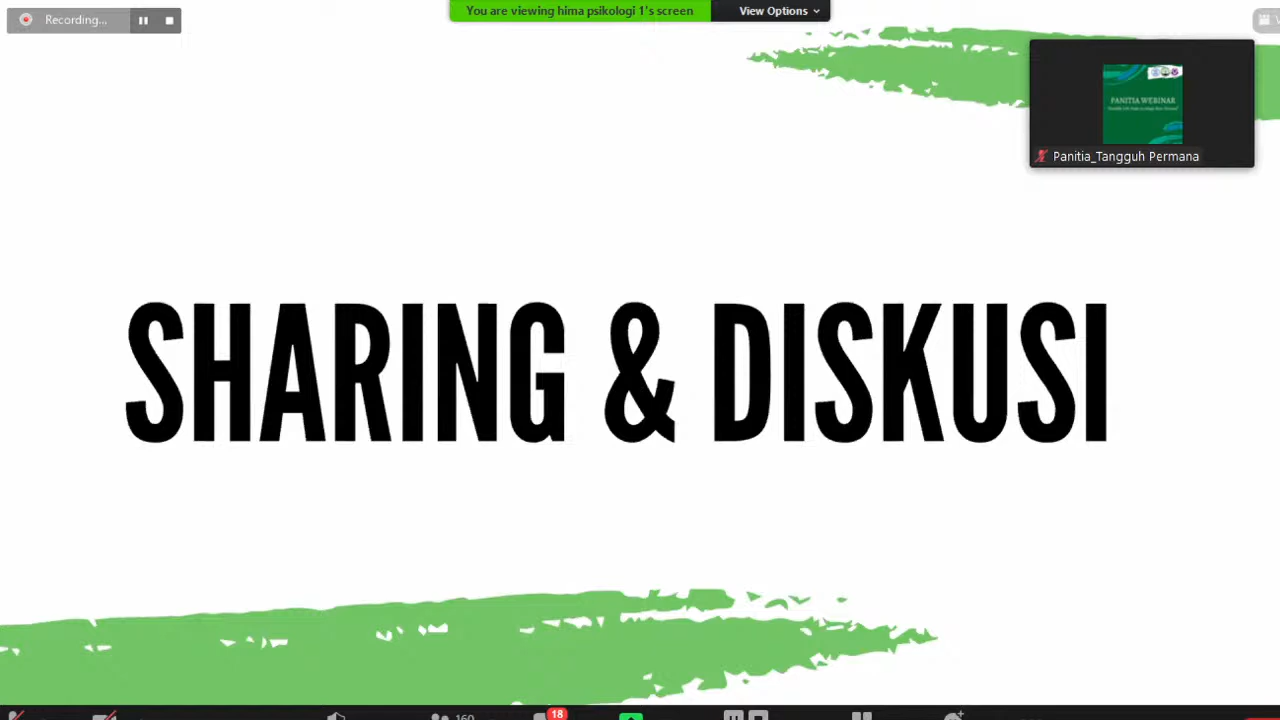 Recording...
You are viewing hima psikologi 1's screen
View Options
PANITIA WEBINAR
Panitia_Tangguh Permana
SHARING & DISKUSI
160
18